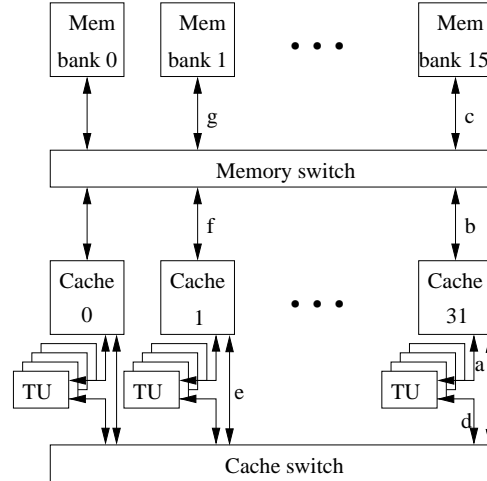 Mem Mem Mem
bank 0 bank 1 bank 15
g c
Memory switch
f b
Cache Cache Cache
0 1 31
a
TU TU e TU
d
Cache switch